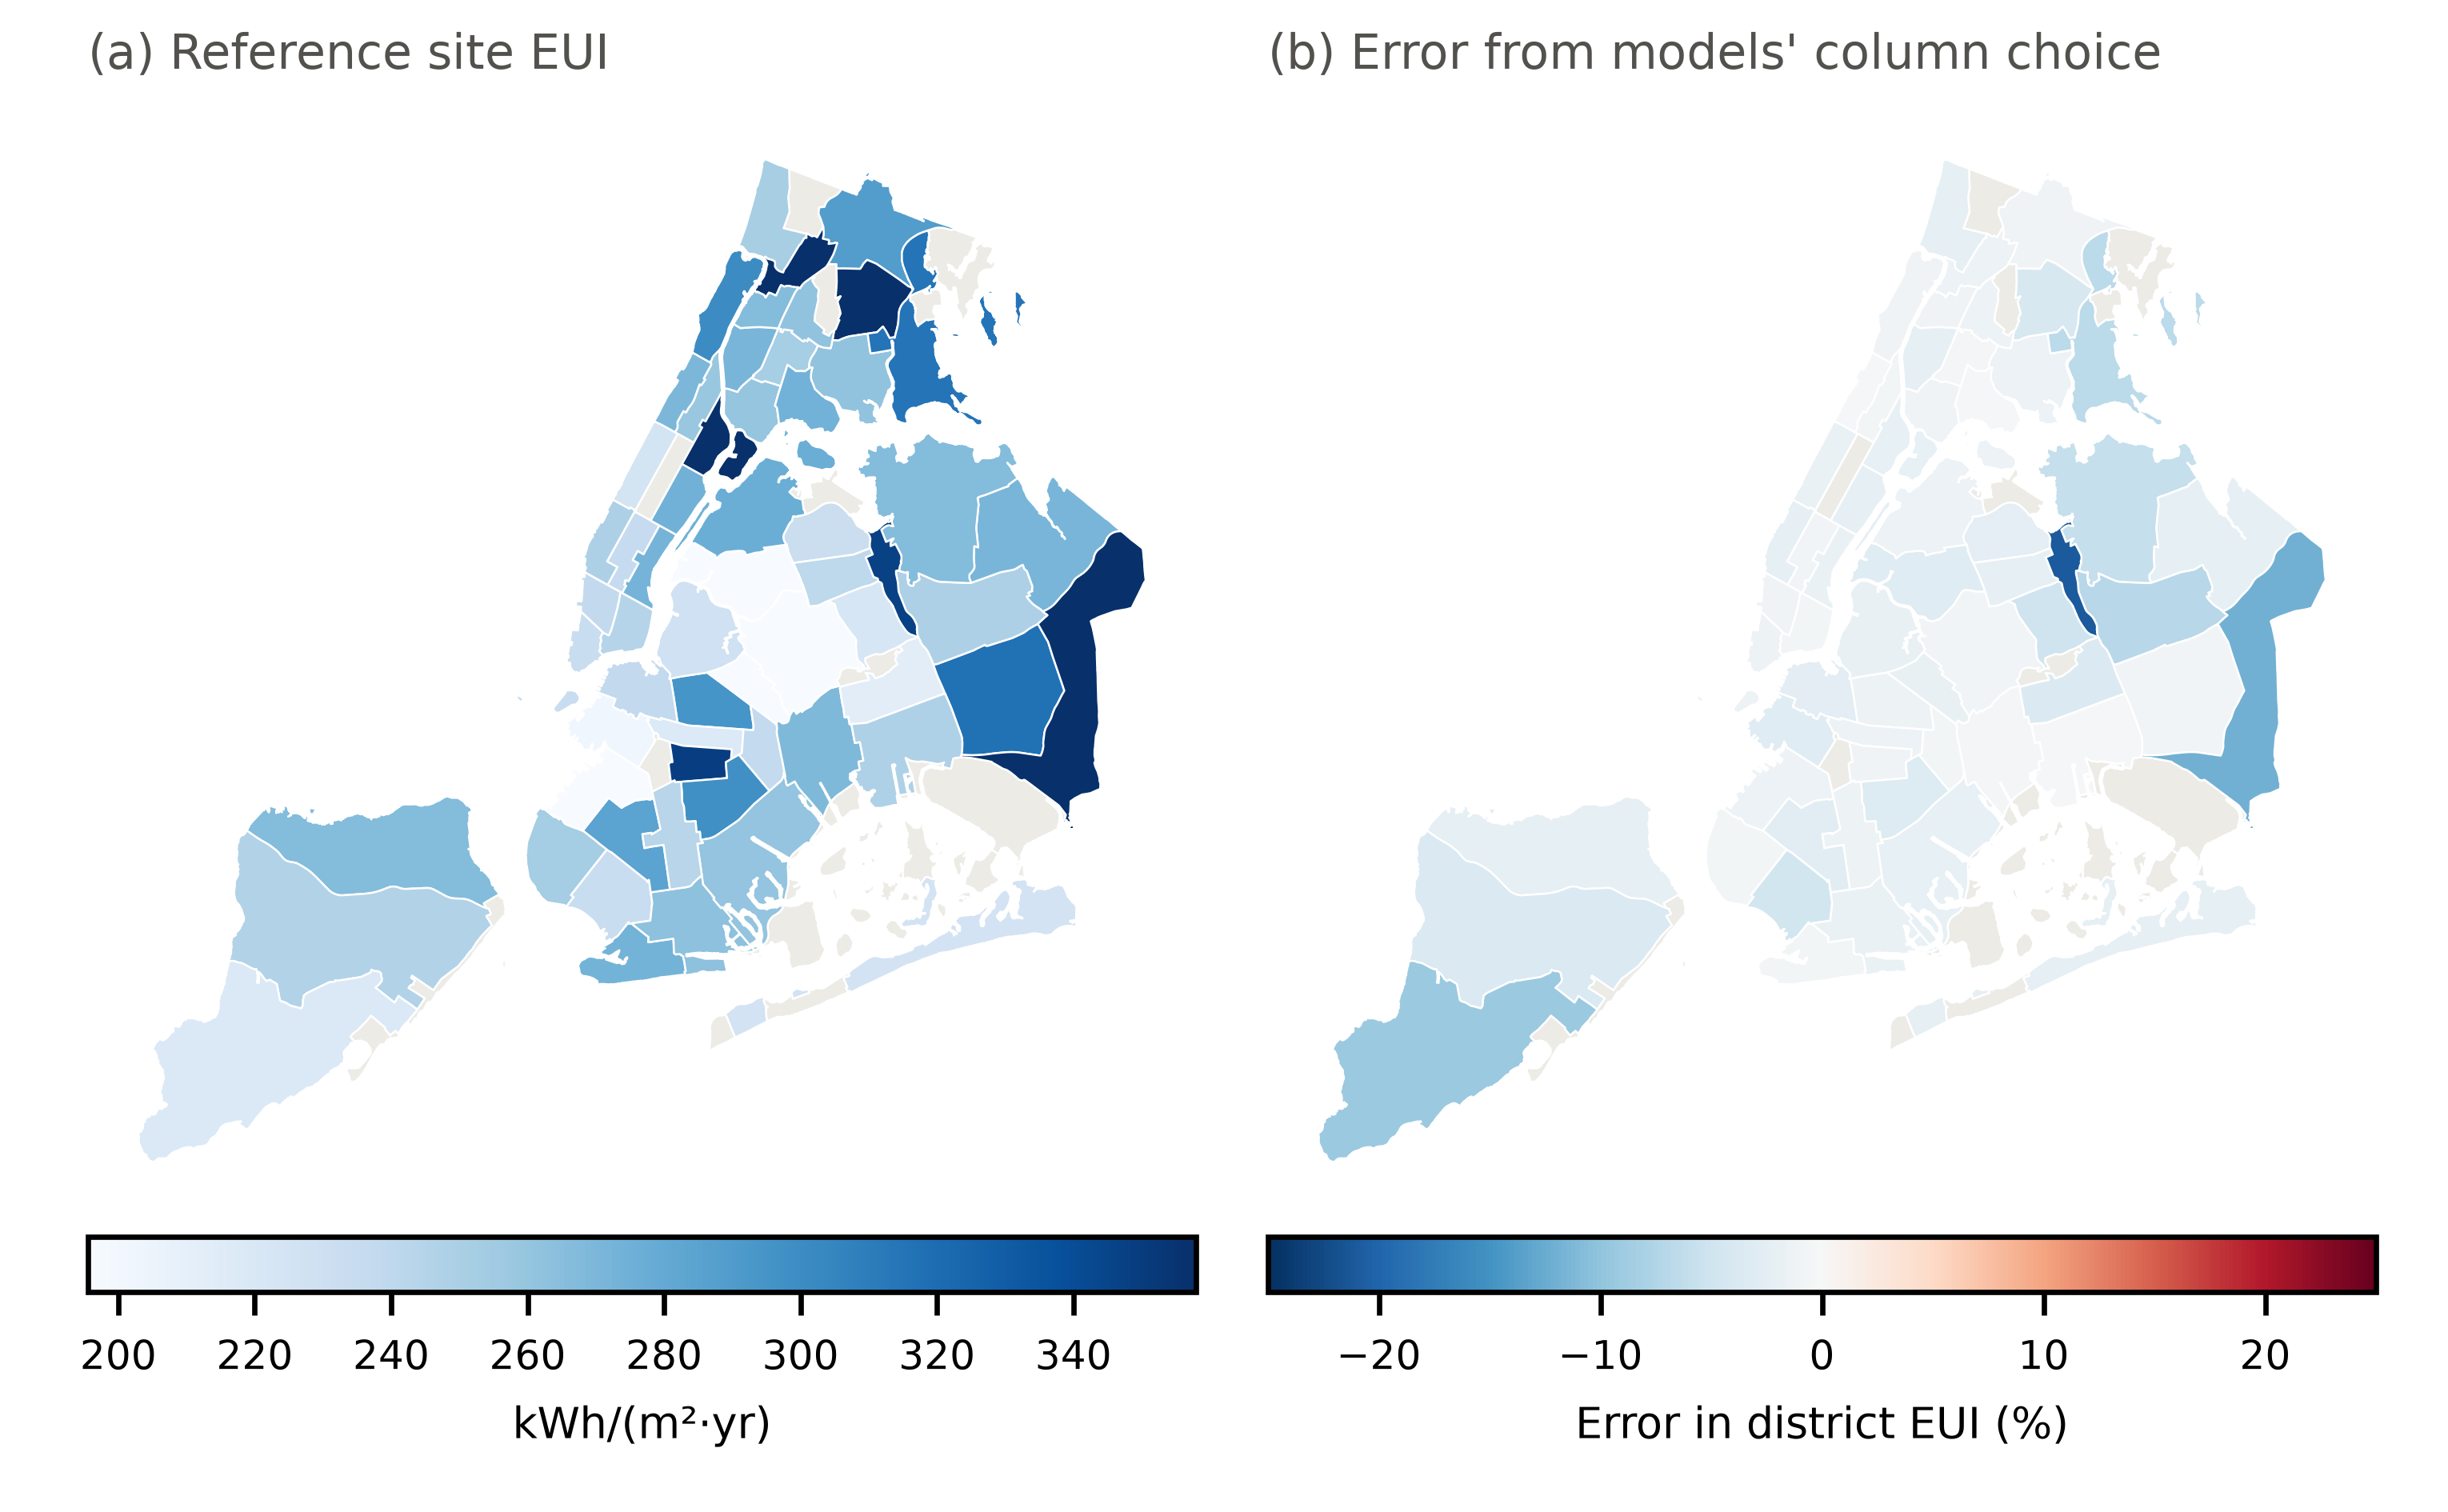 (a) Reference site EUI
(b) Error from models' column choice
200 220 240 260 280 300 320 340
kWh/(m²·yr)
−20 −10 0 10 20
Error in district EUI (%)